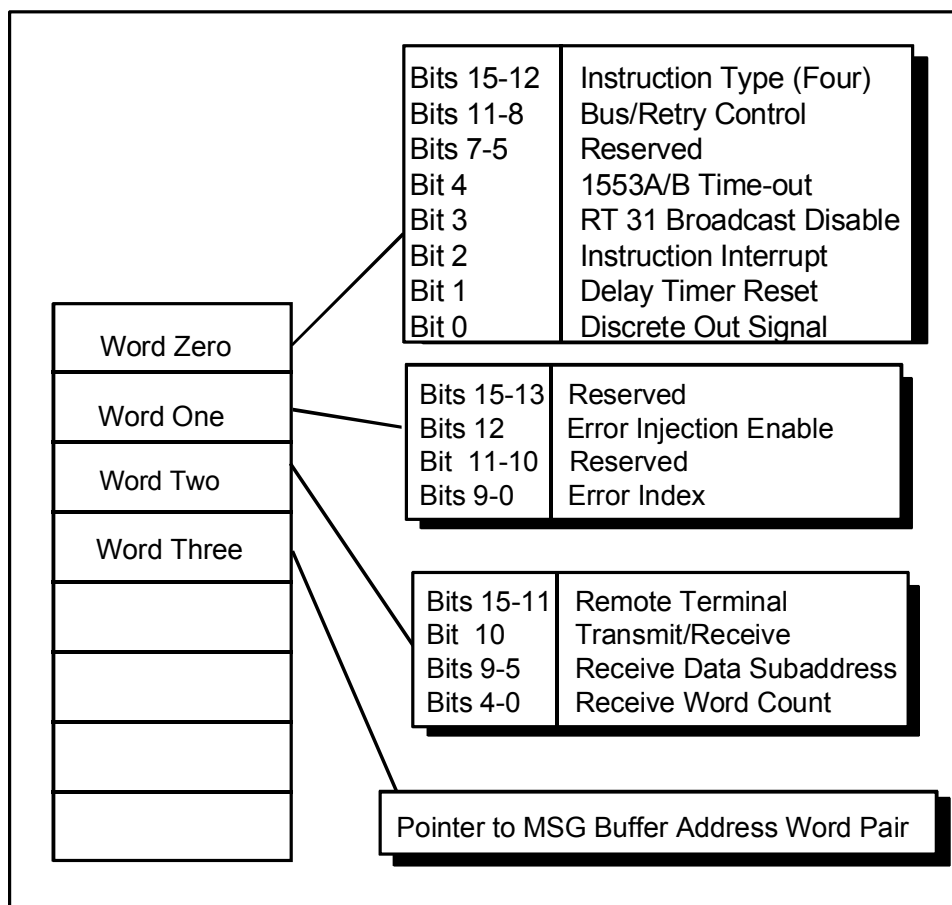 Bits 15-12 Instruction Type (Four)
Bits 11-8 Bus/Retry Control
Bits 7-5 Reserved
Bit 4 1553A/B Time-out
Bit 3 RT 31 Broadcast Disable
Bit 2 Instruction Interrupt
Bit 1 Delay Timer Reset
Bit 0 Discrete Out Signal
Word Zero
Word One
Word Two
Word Three
Bits 15-13 Reserved
Bits 12 Error Injection Enable
Bit 11-10 Reserved
Bits 9-0 Error Index
Bits 15-11 Remote Terminal
Bit 10 Transmit/Receive
Bits 9-5 Receive Data Subaddress
Bits 4-0 Receive Word Count
Pointer to MSG Buffer Address Word Pair